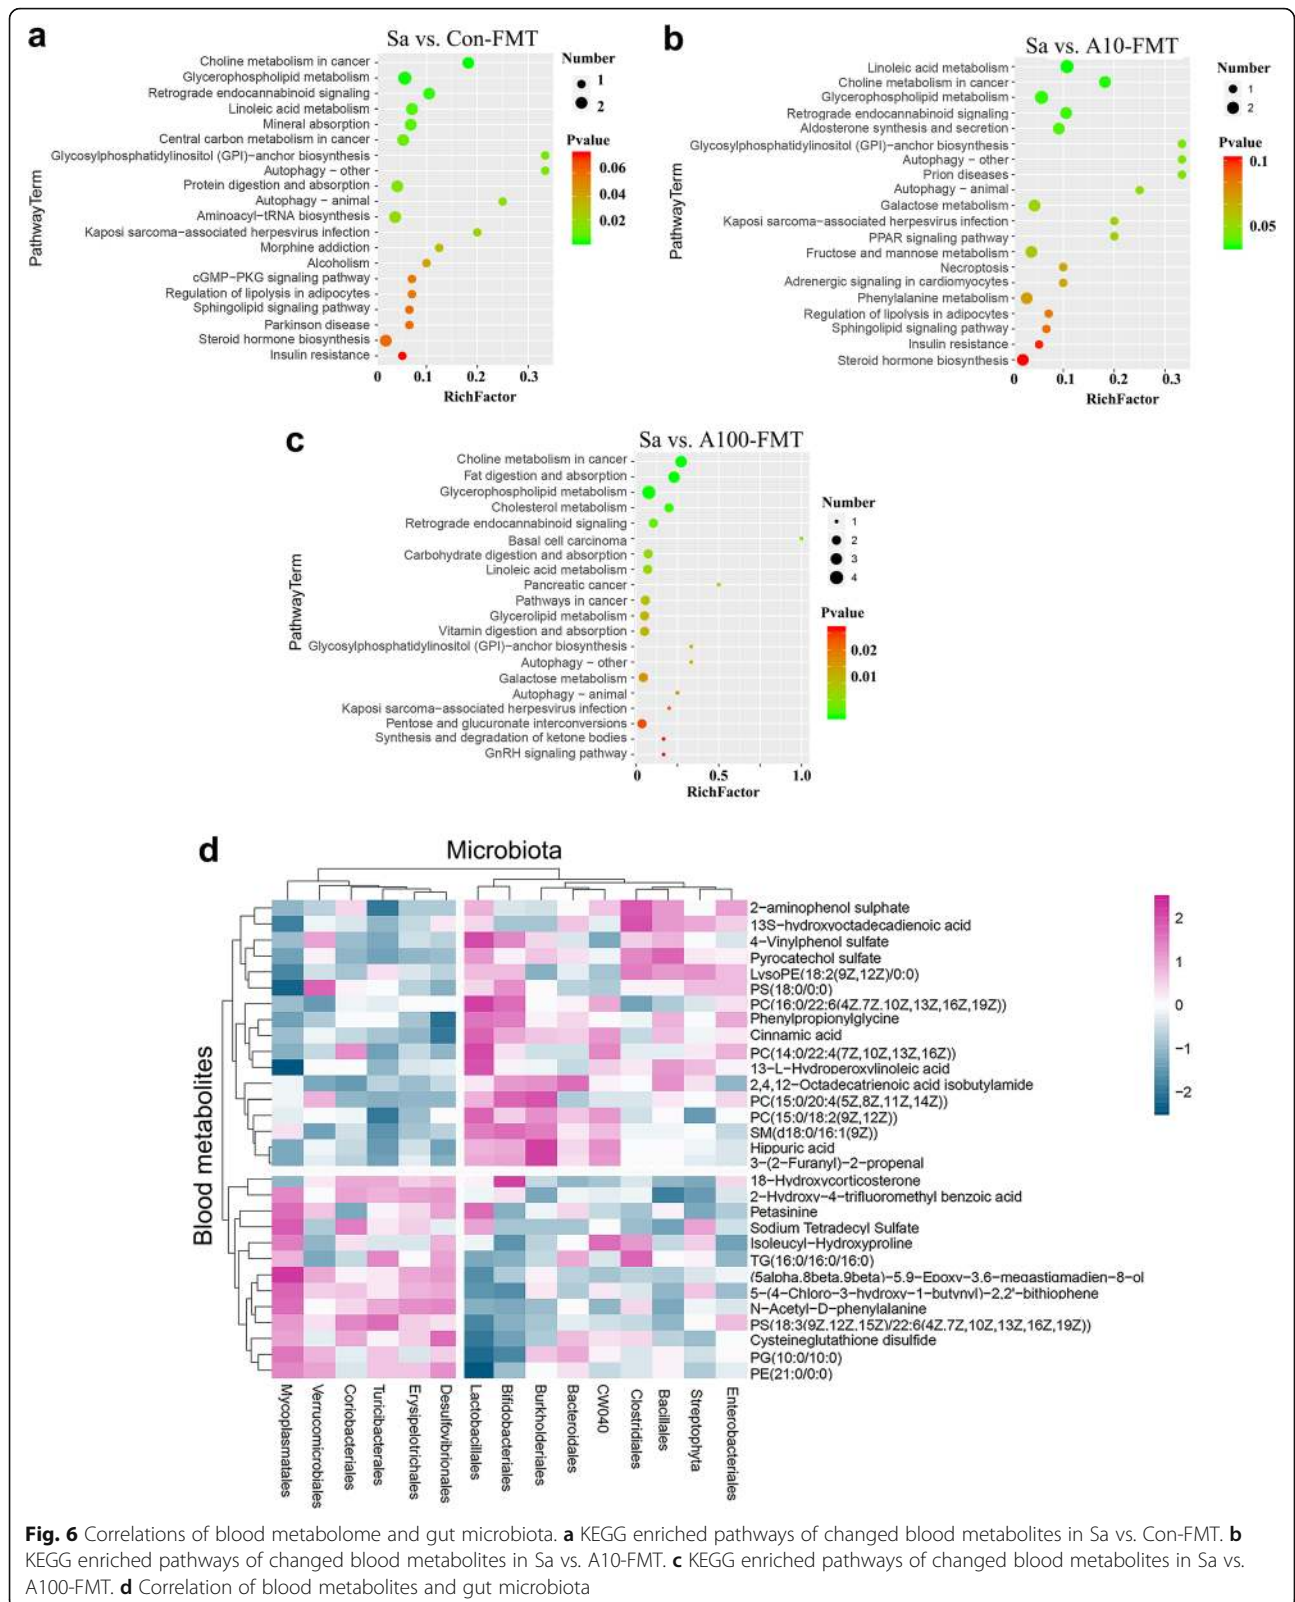 a
Sa vs. Con-FMT
Choline metabolism in cancer
Glycerophospholipid metabolism
Retrograde endocannabinoid signaling
Linoleic acid metabolism
Mineral absorption
Central carbon metabolism in cancer
Glycosylphosphatidylinositol (GPI)−anchor biosynthesis
Autophagy − other
Protein digestion and absorption
Autophagy − animal
Aminoacyl−tRNA biosynthesis
Kaposi sarcoma−associated herpesvirus infection
Morphine addiction
Alcoholism
cGMP−PKG signaling pathway
Regulation of lipolysis in adipocytes
Sphingolipid signaling pathway
Parkinson disease
Steroid hormone biosynthesis
Insulin resistance
PathwayTerm
0 0.1 0.2 0.3
RichFactor
Number
1
2
Pvalue
0.06
0.04
0.02
b
Sa vs. A10-FMT
Linoleic acid metabolism
Choline metabolism in cancer
Glycerophospholipid metabolism
Retrograde endocannabinoid signaling
Aldosterone synthesis and secretion
Glycosylphosphatidylinositol (GPI)−anchor biosynthesis
Autophagy − other
Prion diseases
Autophagy − animal
Galactose metabolism
Kaposi sarcoma−associated herpesvirus infection
PPAR signaling pathway
Fructose and mannose metabolism
Necroptosis
Adrenergic signaling in cardiomyocytes
Phenylalanine metabolism
Regulation of lipolysis in adipocytes
Sphingolipid signaling pathway
Insulin resistance
Steroid hormone biosynthesis
PathwayTerm
0 0.1 0.2 0.3
RichFactor
Number
1
2
Pvalue
0.1
0.05
c
Sa vs. A100-FMT
Choline metabolism in cancer
Fat digestion and absorption
Glycerophospholipid metabolism
Cholesterol metabolism
Retrograde endocannabinoid signaling
Basal cell carcinoma
Carbohydrate digestion and absorption
Linoleic acid metabolism
Pancreatic cancer
Pathways in cancer
Glycerolipid metabolism
Vitamin digestion and absorption
Glycosylphosphatidylinositol (GPI)−anchor biosynthesis
Autophagy − other
Galactose metabolism
Autophagy − animal
Kaposi sarcoma−associated herpesvirus infection
Pentose and glucuronate interconversions
Synthesis and degradation of ketone bodies
GnRH signaling pathway
PathwayTerm
0 0.5 1.0
RichFactor
Number
1
2
3
4
Pvalue
0.02
0.01
d
Microbiota
Blood metabolites
2−aminophenol sulphate
13S−hydroxyoctadecadienoic acid
4−Vinylphenol sulfate
Pyrocatechol sulfate
LysoPE(18:2(9Z,12Z)/0:0)
PS(18:0/0:0)
PC(16:0/22:6(4Z,7Z,10Z,13Z,16Z,19Z))
Phenylpropionylglycine
Cinnamic acid
PC(14:0/22:4(7Z,10Z,13Z,16Z))
13−L−Hydroperoxylinoleic acid
2,4,12−Octadecatrienoic acid isobutylamide
PC(15:0/20:4(5Z,8Z,11Z,14Z))
PC(15:0/18:2(9Z,12Z))
SM(d18:0/16:1(9Z))
Hippuric acid
3−(2−Furanyl)−2−propenal
18−Hydroxycorticosterone
2−Hydroxy−4−trifluoromethyl benzoic acid
Petasinine
Sodium Tetradecyl Sulfate
Isoleucyl−Hydroxyproline
TG(16:0/16:0/16:0)
(5alpha,8beta,9beta)−5,9−Epoxy−3,6−megastigmadien−8−ol
5−(4−Chloro−3−hydroxy−1−butynyl)−2,2'−bithiophene
N−Acetyl−D−phenylalanine
PS(18:3(9Z,12Z,15Z)/22:6(4Z,7Z,10Z,13Z,16Z,19Z))
Cysteineglutathione disulfide
PG(10:0/10:0)
PE(21:0/0:0)
2
1
0
−1
−2
Mycoplasmatales
Verrucomicrobiales
Coriobacteriales
Turicibacterales
Erysipelotrichales
Desulfovibrionales
Lactobacillales
Bifidobacteriales
Burkholderiales
Bacteroidales
CW040
Clostridiales
Bacillales
Streptophyta
Enterobacteriales
Fig. 6 Correlations of blood metabolome and gut microbiota. a KEGG enriched pathways of changed blood metabolites in Sa vs. Con-FMT. b
KEGG enriched pathways of changed blood metabolites in Sa vs. A10-FMT. c KEGG enriched pathways of changed blood metabolites in Sa vs.
A100-FMT. d Correlation of blood metabolites and gut microbiota